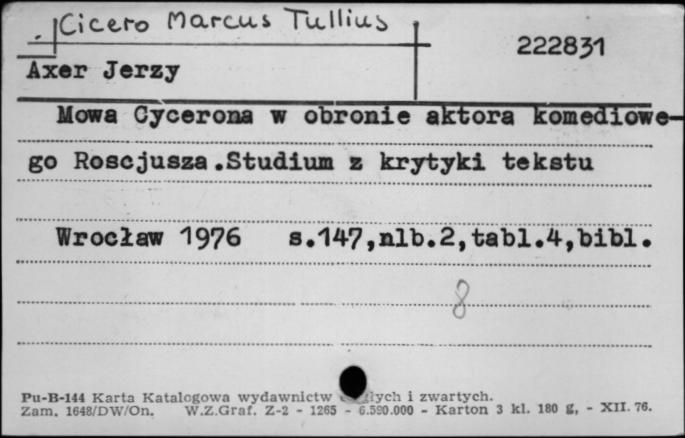 Cicero Marcus Tullius
222831
Axer Jerzy
Mowa Cycerona w obronie aktora komediowe-
go Roscjusza.Studium z krytyki tekstu
Wrocław 1976 s.147,nlb.2,tabl.4,bibl.
8
Pu-B-144 Karta Katalogowa wydawnictw i zwartych.
Zam. 1648/DW/On. W.Z.Graf. Z-2 - 1265 - 6.590.000 - Karton 3 kl. 180 g, - XII. 76.